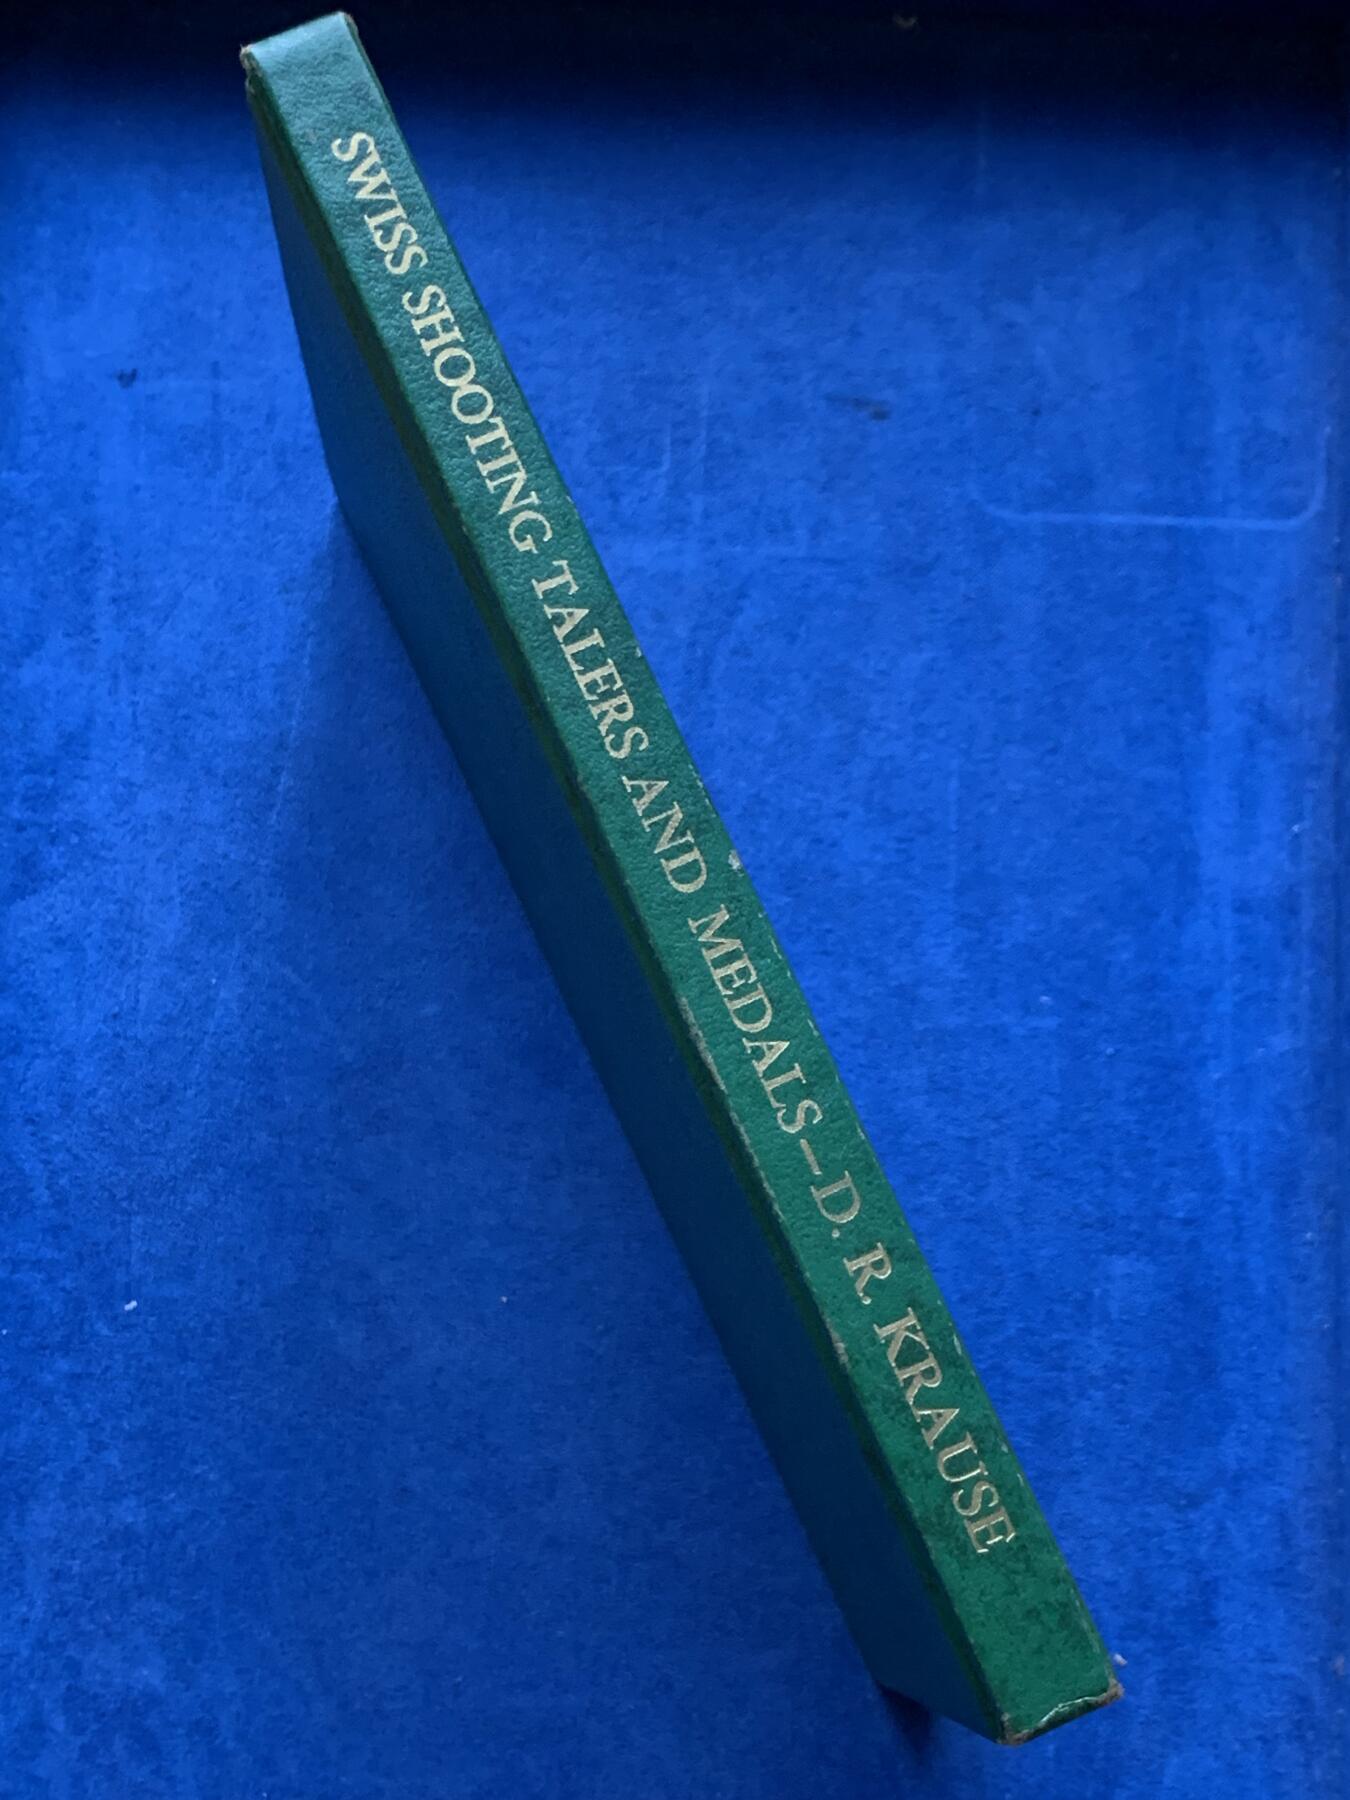 SWISS SHOOTING TALERS AND MEDALS—D. R. KRAUSE